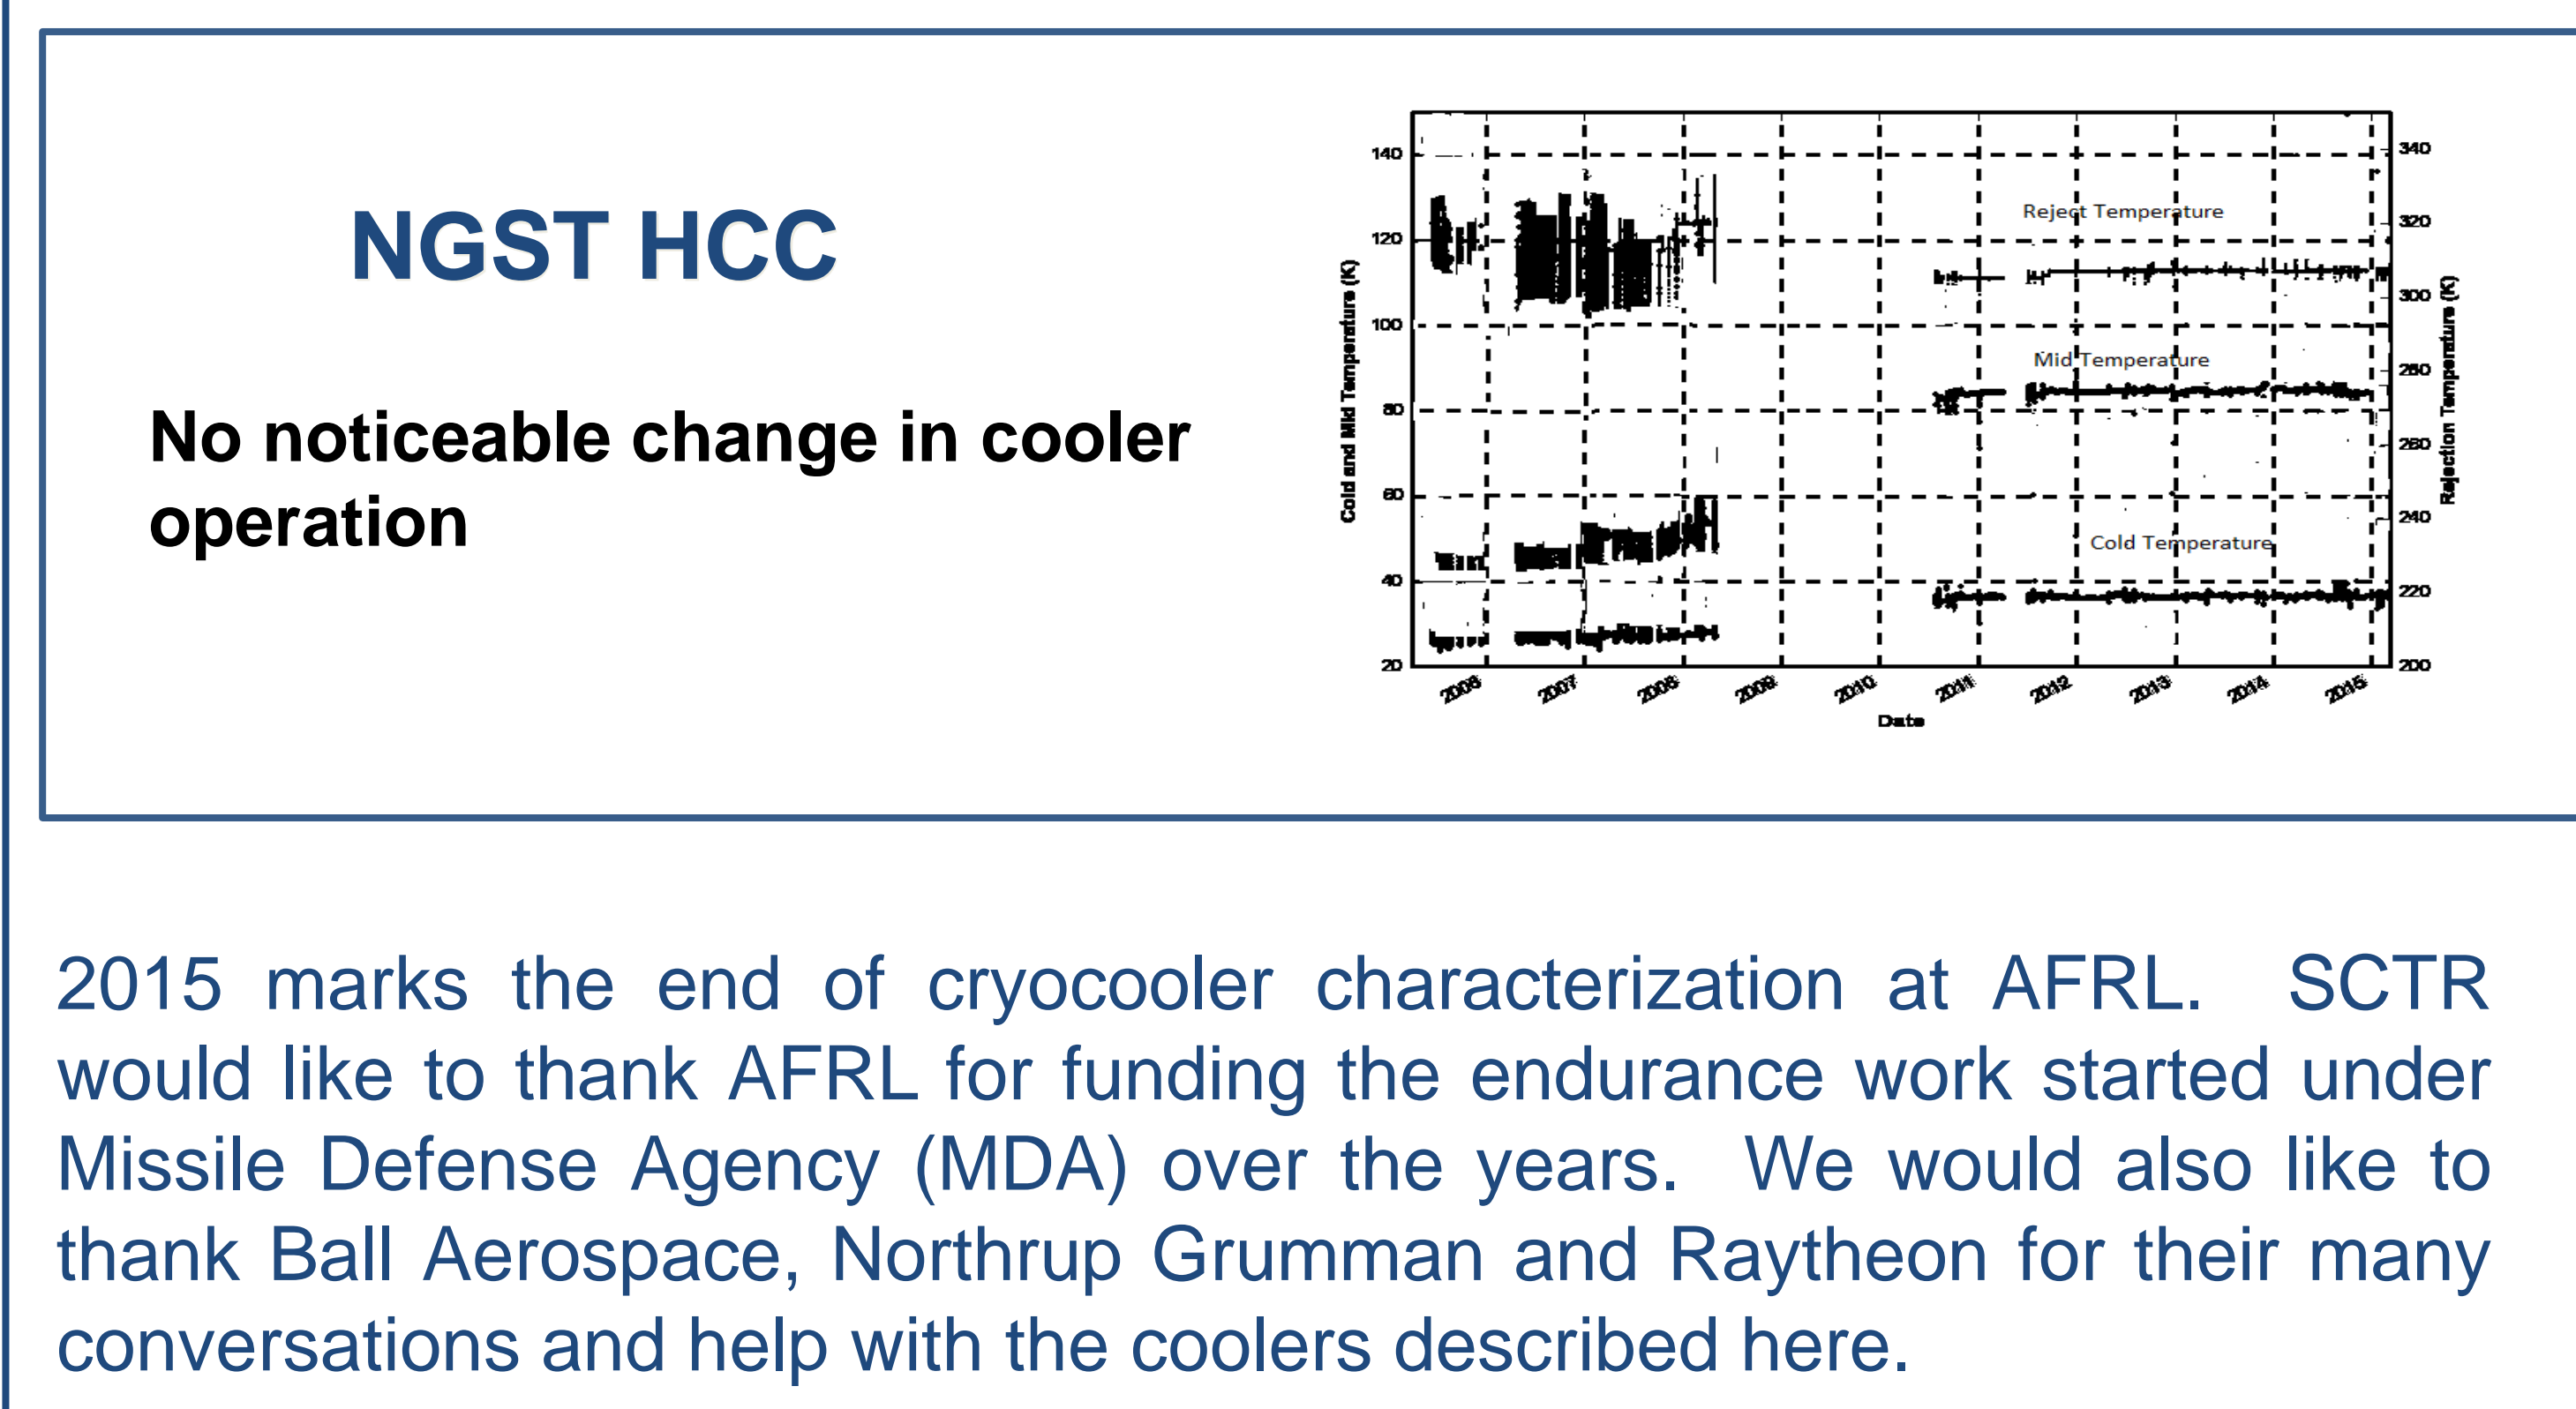 NGST HCC
No noticeable change in cooler
operation
140
120
100
80
60
40
20
Cold and Mid Temperature (K)
Reject Temperature
Mid Temperature
Cold Temperature
340
320
300
280
260
240
220
200
Rejection Temperature (K)
2006 2007 2008 2009 2010 2011 2012 2013 2014 2015
Date
2015 marks the end of cryocooler characterization at AFRL. SCTR
would like to thank AFRL for funding the endurance work started under
Missile Defense Agency (MDA) over the years. We would also like to
thank Ball Aerospace, Northrup Grumman and Raytheon for their many
conversations and help with the coolers described here.